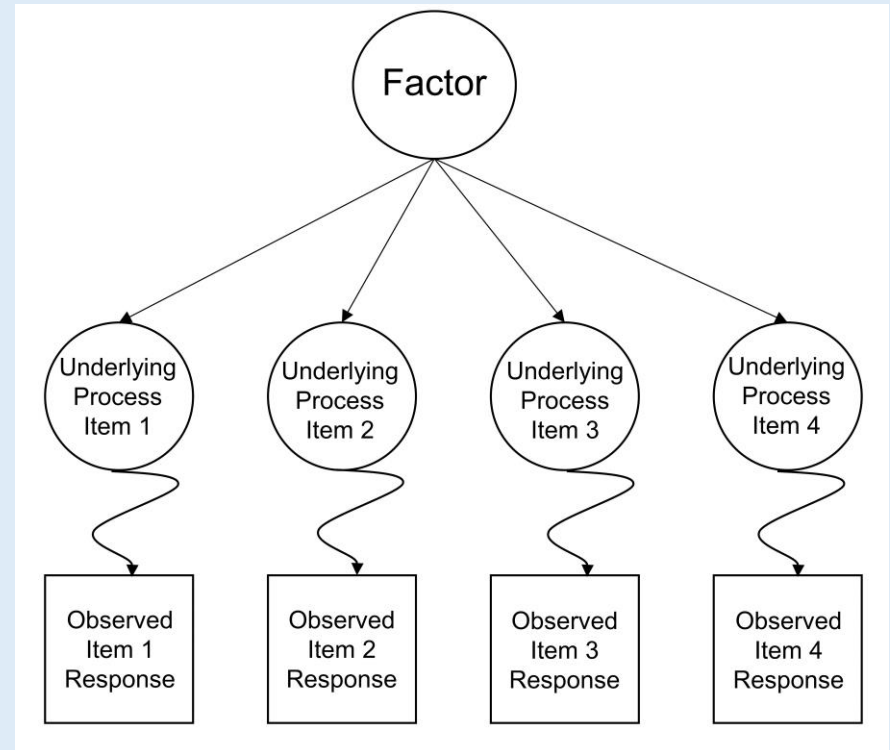 Factor
Underlying
Process
Item 1
Underlying
Process
Item 2
Underlying
Process
Item 3
Underlying
Process
Item 4
Observed
Item 1
Response
Observed
Item 2
Response
Observed
Item 3
Response
Observed
Item 4
Response